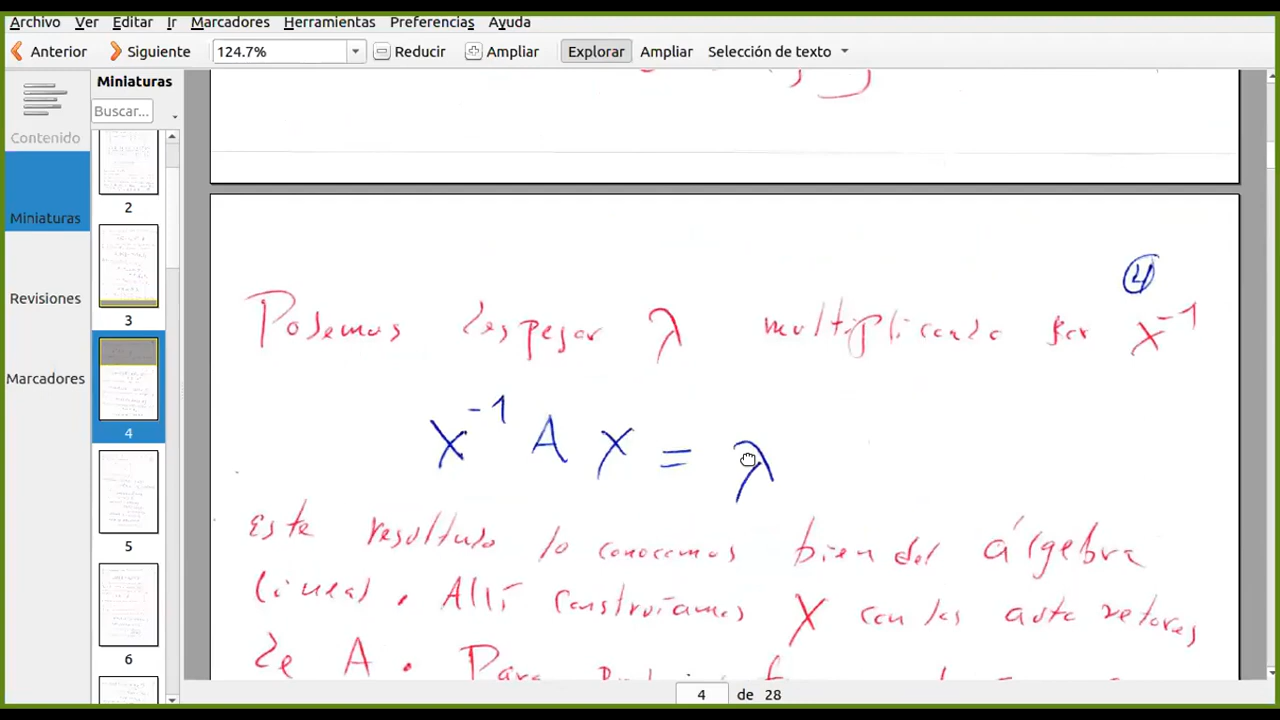 Archivo Ver Editar Ir Marcadores Herramientas Preferencias Ayuda
Anterior Siguiente 124.7% Reducir Ampliar Explorar Ampliar Selección de texto
Miniaturas
Buscar...
Contenido
Miniaturas
Revisiones
Marcadores
2
3
4
5
6
4
Podemos despejar λ multiplicando por X⁻¹
X⁻¹ A X = λ
Este resultado lo conocemos bien del álgebra
lineal. Allí construíamos X con los auto vetores
de A. Para
4 de 28